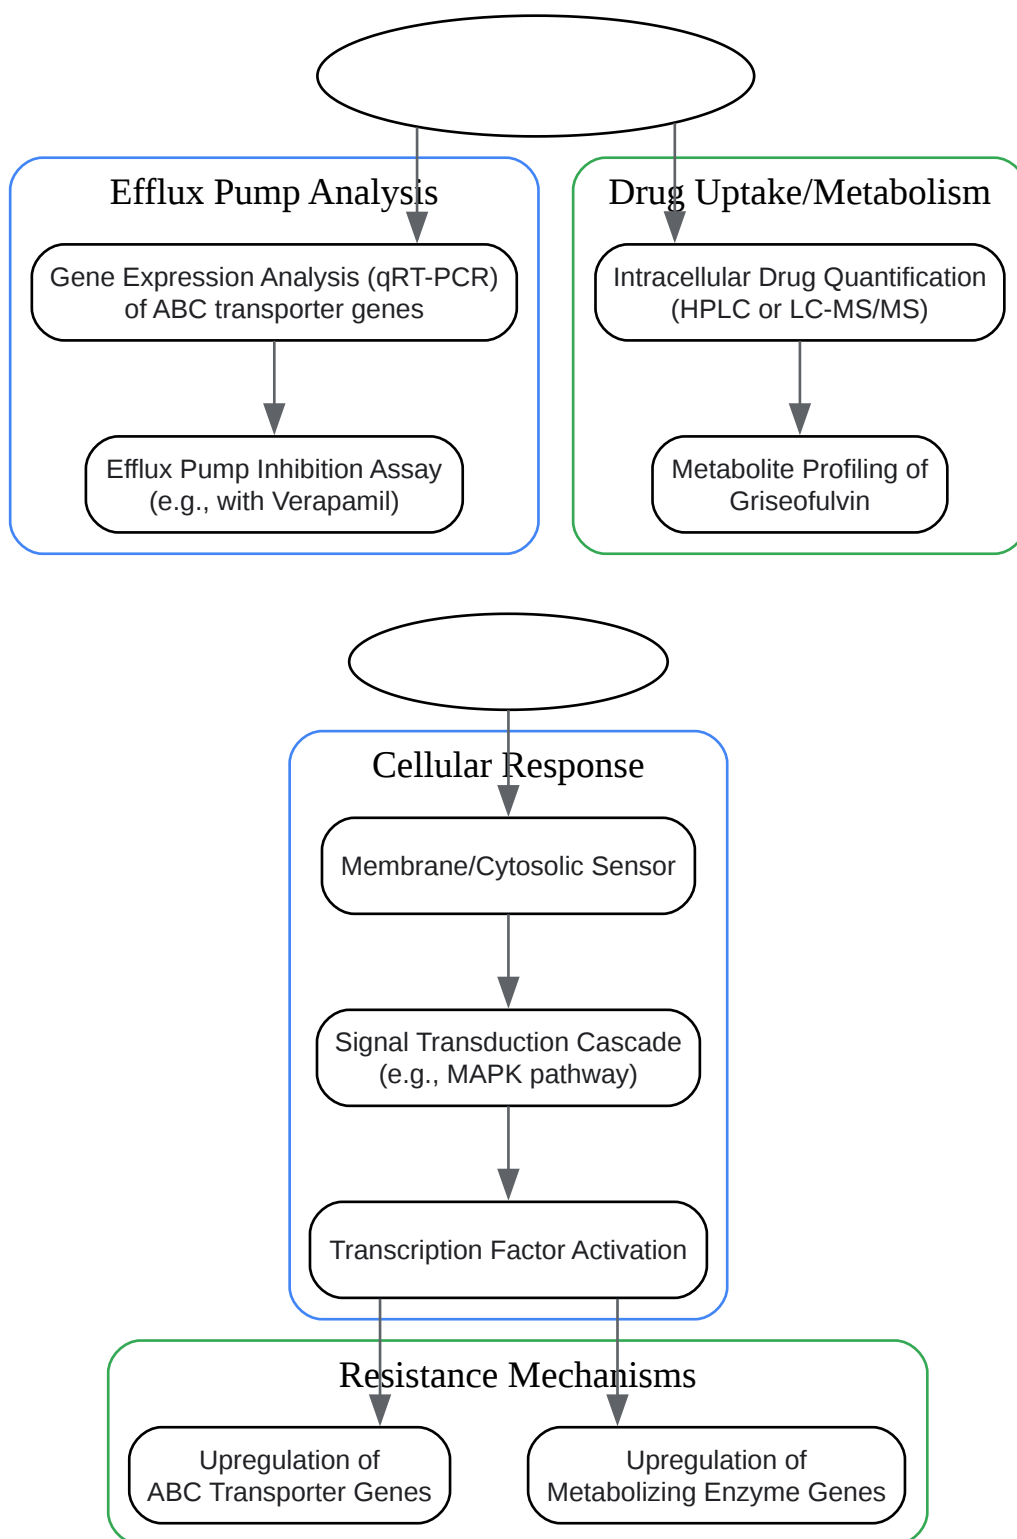 Efflux Pump Analysis
Gene Expression Analysis (qRT-PCR)
of ABC transporter genes
Efflux Pump Inhibition Assay
(e.g., with Verapamil)
Drug Uptake/Metabolism
Intracellular Drug Quantification
(HPLC or LC-MS/MS)
Metabolite Profiling of
Griseofulvin
Cellular Response
Membrane/Cytosolic Sensor
Signal Transduction Cascade
(e.g., MAPK pathway)
Transcription Factor Activation
Resistance Mechanisms
Upregulation of
ABC Transporter Genes
Upregulation of
Metabolizing Enzyme Genes